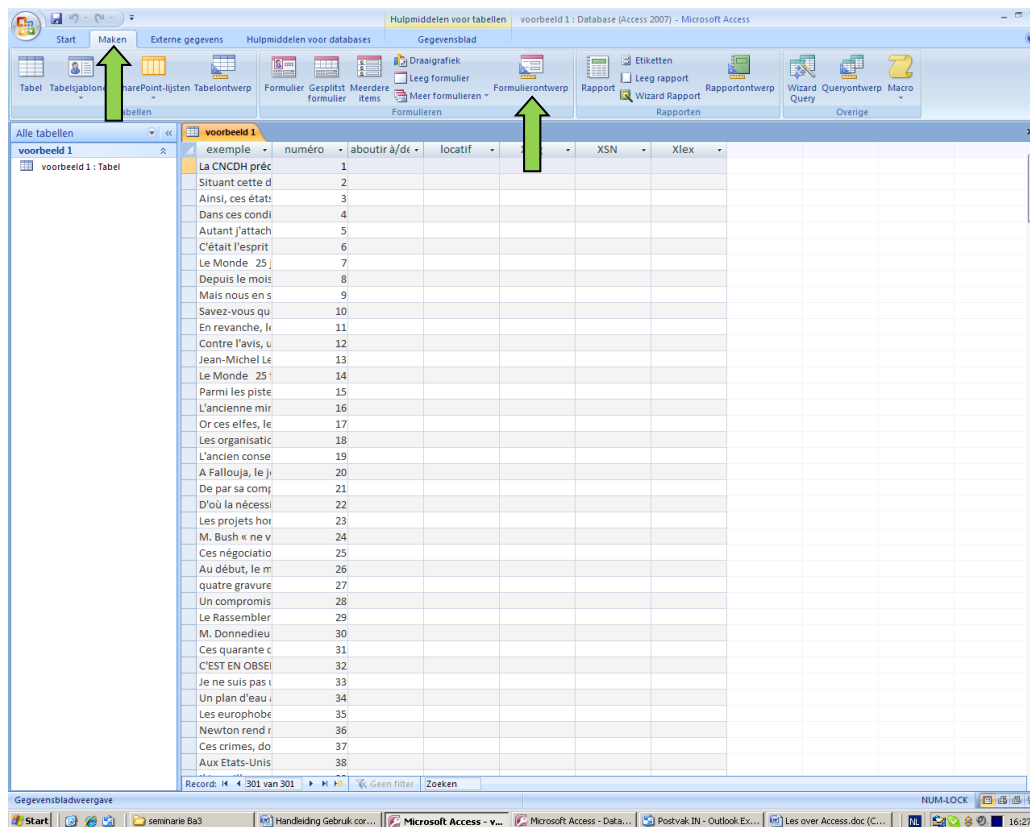 Hulpmiddelen voor tabellen voorbeeld 1 : Database (Access 2007) - Microsoft Access
Start Maken Externe gegevens Hulpmiddelen voor databases Gegevensblad
Tabel
Tabelontwerp
Formulier
Gesplitst formulier
Meerdere items
Draaigrafiek
Leeg formulier
Meer formulieren
Formulierontwerp
Rapport
Etiketten
Leeg rapport
Wizard Rapport
Rapportontwerp
Wizard Query
Queryontwerp
Macro
Formulieren Rapporten Overige
Alle tabellen
voorbeeld 1
voorbeeld 1 : Tabel
voorbeeld 1
exemple numéro aboutir à/de locatif XSN Xlex
La CNCDH préc 1
Situant cette d 2
Ainsi, ces états 3
Dans ces condi 4
Autant j'attach 5
C'était l'esprit 6
Le Monde 25 j 7
Depuis le mois 8
Mais nous en s 9
Savez-vous qu 10
En revanche, le 11
Contre l'avis, u 12
Jean-Michel Le 13
Le Monde 25 14
Parmi les piste 15
L'ancienne mir 16
Or ces elfes, le 17
Les organisatic 18
L'ancien conse 19
A Fallouja, le j 20
De par sa comp 21
D'où la nécessi 22
Les projets hor 23
M. Bush « ne v 24
Ces négociatio 25
Au début, le m 26
quatre gravure 27
Un compromis 28
Le Rassembler 29
M. Donnedieu 30
Ces quarante c 31
C'EST EN OBSE 32
Je ne suis pas 33
Un plan d'eau 34
Les europhobe 35
Newton rend r 36
Ces crimes, do 37
Aux Etats-Unis 38
Record: 301 van 301 Geen filter Zoeken
Gegevensbladweergave NUM-LOCK
Start seminarie Ba3 Handleiding Gebruik cor... Microsoft Access - v... Microsoft Access - Data... Postvak IN - Outlook Ex... Les over Access.doc (C... NL 16:27